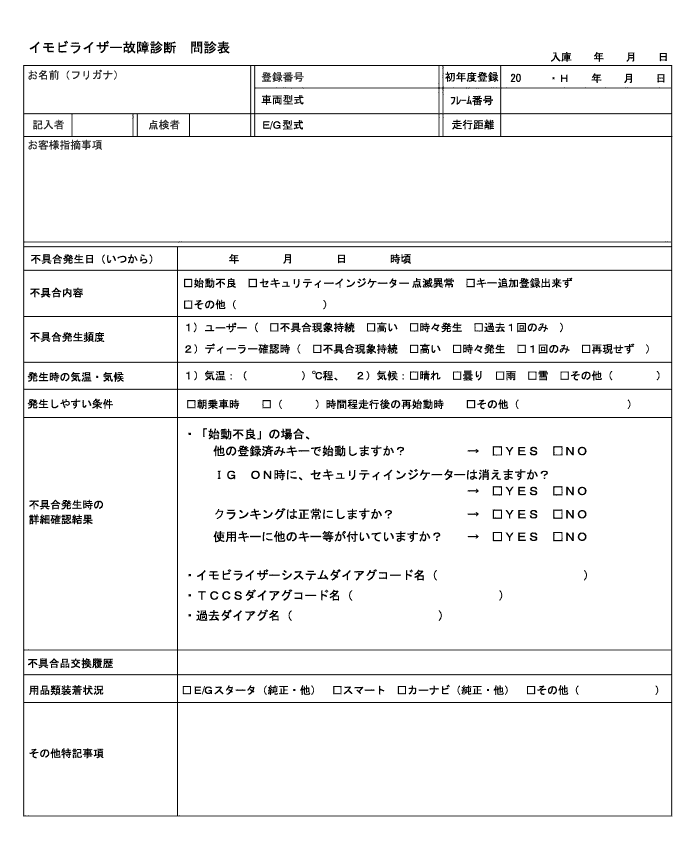 イモビライザー故障診断　問診表
入庫　年　月　日
お名前（フリガナ）　登録番号　初年度登録　20　・H　年　月　日
車両型式　フレーム番号
記入者　点検者　E/G型式　走行距離
お客様指摘事項
不具合発生日（いつから）　年　月　日　時頃
不具合内容　□始動不良　□セキュリティーインジケーター点滅異常　□キー追加登録出来ず
□その他（　）
不具合発生頻度　１）ユーザー（　□不具合現象持続　□高い　□時々発生　□過去１回のみ　）
２）ディーラー確認時（　□不具合現象持続　□高い　□時々発生　□１回のみ　□再現せず　）
発生時の気温・気候　１）気温：（　）℃程、　２）気候：□晴れ　□曇り　□雨　□雪　□その他（　）
発生しやすい条件　□朝乗車時　□（　）時間程走行後の再始動時　□その他（　）
不具合発生時の
詳細確認結果
・「始動不良」の場合、
他の登録済みキーで始動しますか？　→　□ＹＥＳ　□ＮＯ
ＩＧ　ＯＮ時に、セキュリティインジケーターは消えますか？
→　□ＹＥＳ　□ＮＯ
クランキングは正常にしますか？　→　□ＹＥＳ　□ＮＯ
使用キーに他のキー等が付いていますか？　→　□ＹＥＳ　□ＮＯ
・イモビライザーシステムダイアグコード名（　）
・ＴＣＣＳダイアグコード名（　）
・過去ダイアグ名（　）
不具合品交換履歴
用品類装着状況　□E/Gスタータ（純正・他）　□スマート　□カーナビ（純正・他）　□その他（　）
その他特記事項